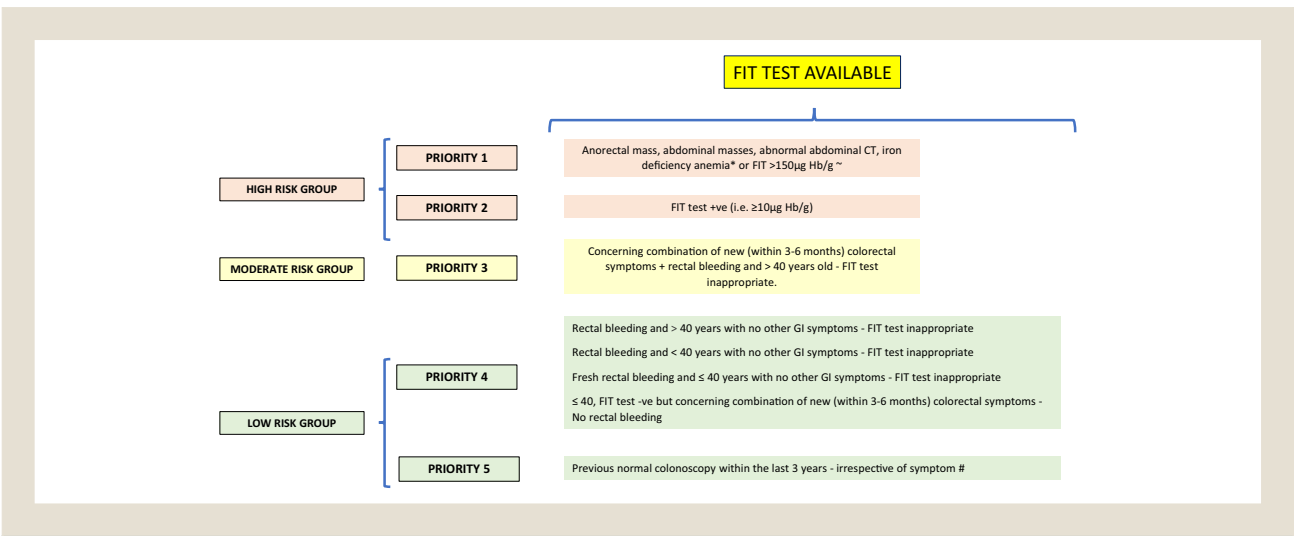 FIT TEST AVAILABLE
HIGH RISK GROUP
PRIORITY 1
Anorectal mass, abdominal masses, abnormal abdominal CT, iron
deficiency anemia* or FIT >150µg Hb/g ~
PRIORITY 2
FIT test +ve (i.e. ≥10µg Hb/g)
MODERATE RISK GROUP
PRIORITY 3
Concerning combination of new (within 3-6 months) colorectal
symptoms + rectal bleeding and > 40 years old - FIT test
inappropriate.
LOW RISK GROUP
PRIORITY 4
Rectal bleeding and > 40 years with no other GI symptoms - FIT test inappropriate
Rectal bleeding and < 40 years with no other GI symptoms - FIT test inappropriate
Fresh rectal bleeding and ≤ 40 years with no other GI symptoms - FIT test inappropriate
≤ 40, FIT test -ve but concerning combination of new (within 3-6 months) colorectal symptoms -
No rectal bleeding
PRIORITY 5
Previous normal colonoscopy within the last 3 years - irrespective of symptom #